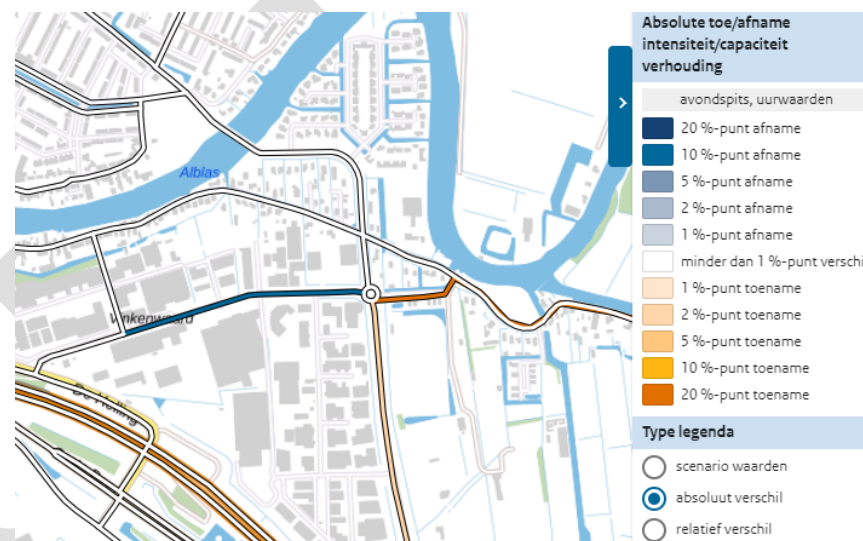 Absolute toe/afname
intensiteit/capaciteit
verhouding
avondspits, uurwaarden
20 %-punt afname
10 %-punt afname
5 %-punt afname
2 %-punt afname
1 %-punt afname
minder dan 1 %-punt verschi
1 %-punt toename
2 %-punt toename
5 %-punt toename
10 %-punt toename
20 %-punt toename
Type legenda
scenario waarden
absoluut verschil
relatief verschil
Alblas
Vinkenwaard
De Helling